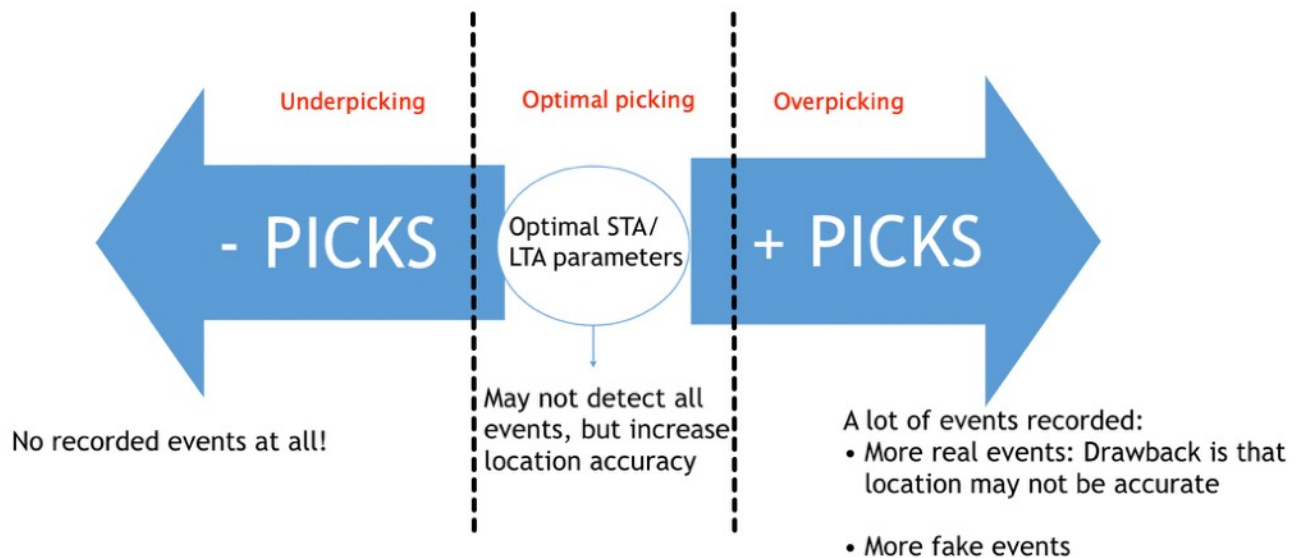 Underpicking
Optimal picking
Overpicking
- PICKS
Optimal STA/
LTA parameters
+ PICKS
No recorded events at all!
May not detect all
events, but increase
location accuracy
A lot of events recorded:
• More real events: Drawback is that
location may not be accurate
• More fake events